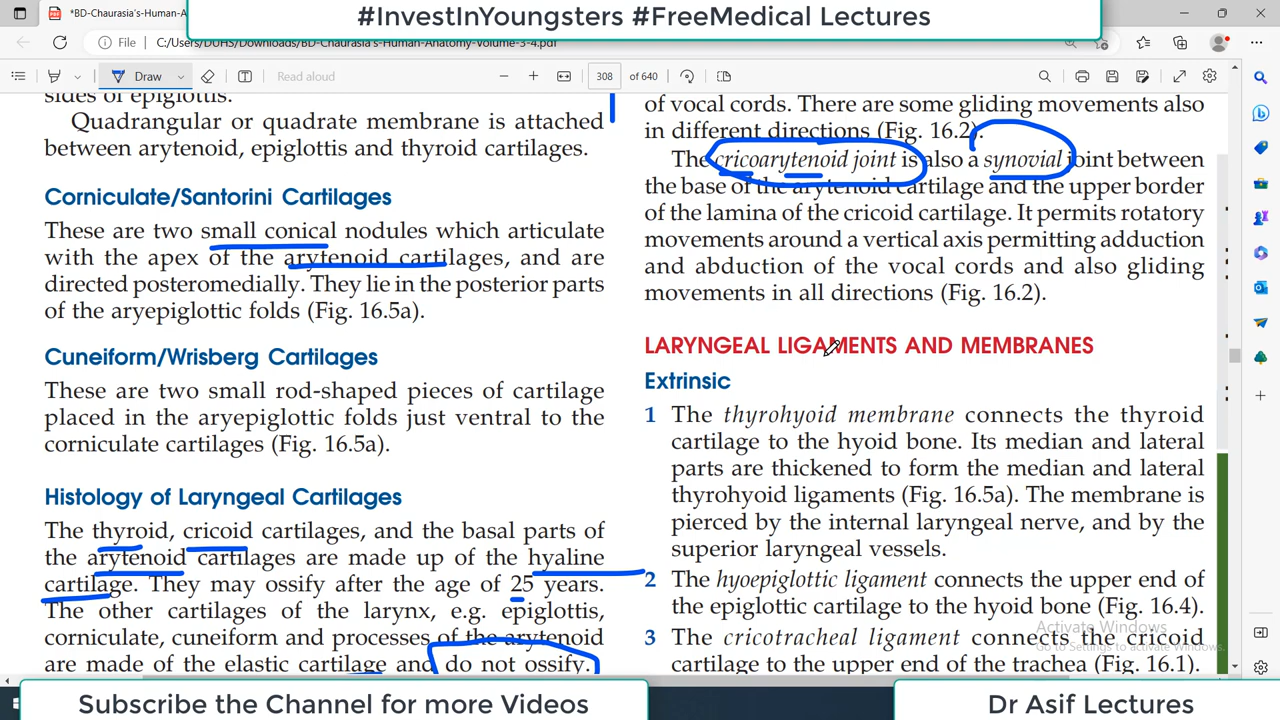 #InvestInYoungsters #FreeMedical Lectures
*BD-Chaurasia's-Human-A
File
C:/Users/DUHS/Downloads/BD-Chaurasia's-Human-Anatomy-Volume-3-4.pdf
Draw
Read aloud
308
of 640
sides of epiglottis.
Quadrangular or quadrate membrane is attached
between arytenoid, epiglottis and thyroid cartilages.
Corniculate/Santorini Cartilages
These are two small conical nodules which articulate
with the apex of the arytenoid cartilages, and are
directed posteromedially. They lie in the posterior parts
of the aryepiglottic folds (Fig. 16.5a).
Cuneiform/Wrisberg Cartilages
These are two small rod-shaped pieces of cartilage
placed in the aryepiglottic folds just ventral to the
corniculate cartilages (Fig. 16.5a).
Histology of Laryngeal Cartilages
The thyroid, cricoid cartilages, and the basal parts of
the arytenoid cartilages are made up of the hyaline
cartilage. They may ossify after the age of 25 years.
The other cartilages of the larynx, e.g. epiglottis,
corniculate, cuneiform and processes of the arytenoid
are made of the elastic cartilage and do not ossify.
of vocal cords. There are some gliding movements also
in different directions (Fig. 16.2).
The cricoarytenoid joint is also a synovial joint between
the base of the arytenoid cartilage and the upper border
of the lamina of the cricoid cartilage. It permits rotatory
movements around a vertical axis permitting adduction
and abduction of the vocal cords and also gliding
movements in all directions (Fig. 16.2).
LARYNGEAL LIGAMENTS AND MEMBRANES
Extrinsic
1 The thyrohyoid membrane connects the thyroid
cartilage to the hyoid bone. Its median and lateral
parts are thickened to form the median and lateral
thyrohyoid ligaments (Fig. 16.5a). The membrane is
pierced by the internal laryngeal nerve, and by the
superior laryngeal vessels.
2 The hyoepiglottic ligament connects the upper end of
the epiglottic cartilage to the hyoid bone (Fig. 16.4).
3 The cricotracheal ligament connects the cricoid
cartilage to the upper end of the trachea (Fig. 16.1).
Activate Windows
Go to Settings to activate Windows.
Subscribe the Channel for more Videos
Dr Asif Lectures